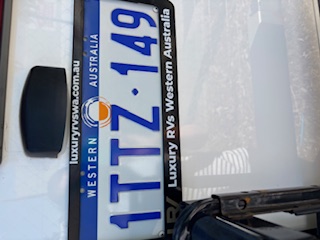 luxuryrvswa.com.au
WESTERN AUSTRALIA
1TTZ·149
Luxury RVs Western Australia